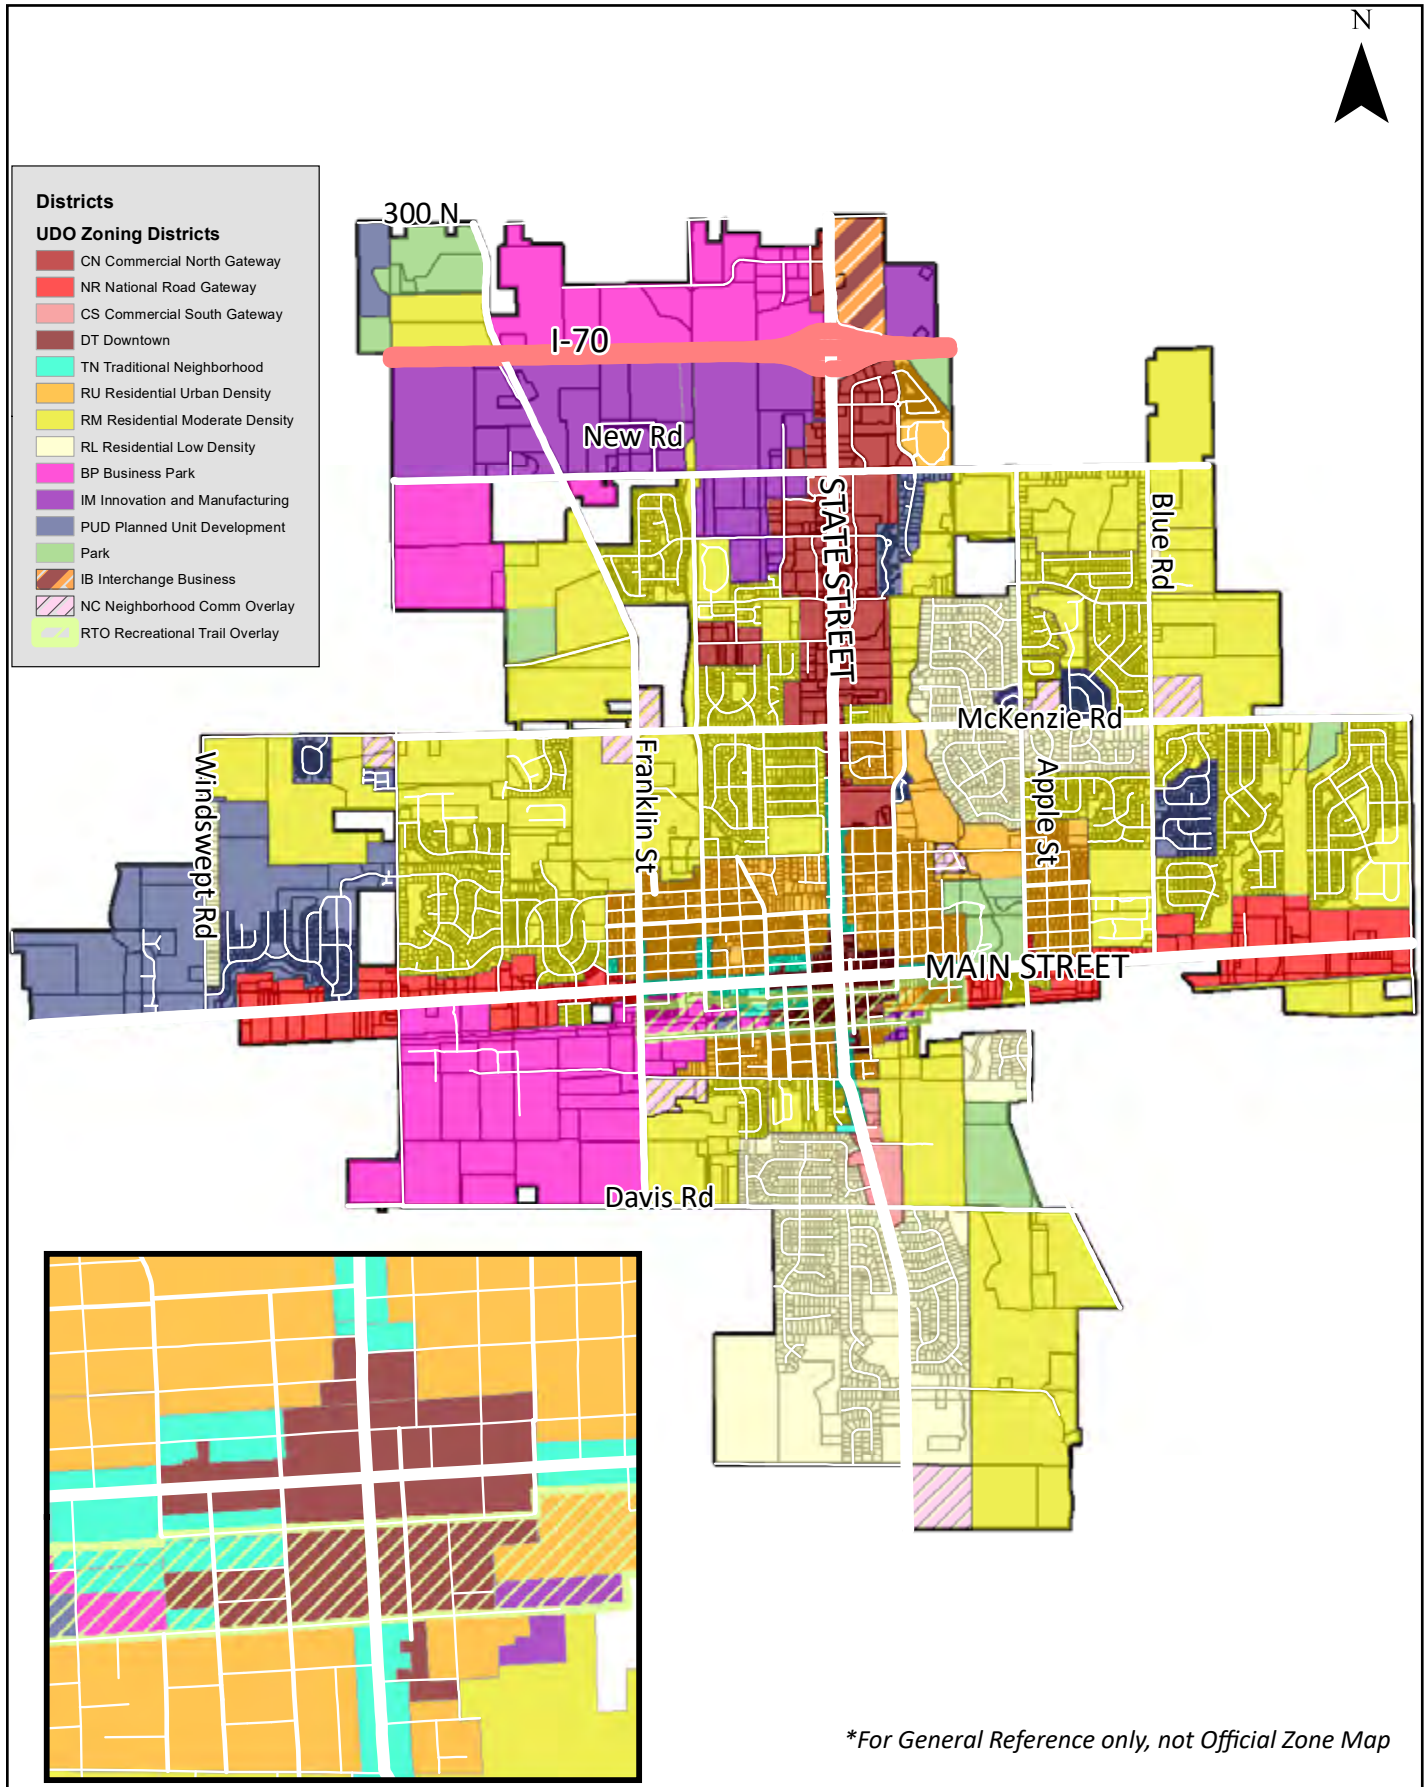 N
Districts
UDO Zoning Districts
CN Commercial North Gateway
NR National Road Gateway
CS Commercial South Gateway
DT Downtown
TN Traditional Neighborhood
RU Residential Urban Density
RM Residential Moderate Density
RL Residential Low Density
BP Business Park
IM Innovation and Manufacturing
PUD Planned Unit Development
Park
IB Interchange Business
NC Neighborhood Comm Overlay
RTO Recreational Trail Overlay
300 N
I-70
New Rd
STATE STREET
Blue Rd
McKenzie Rd
Windswept Rd
Franklin St
Apple St
MAIN STREET
Davis Rd
*For General Reference only, not Official Zone Map